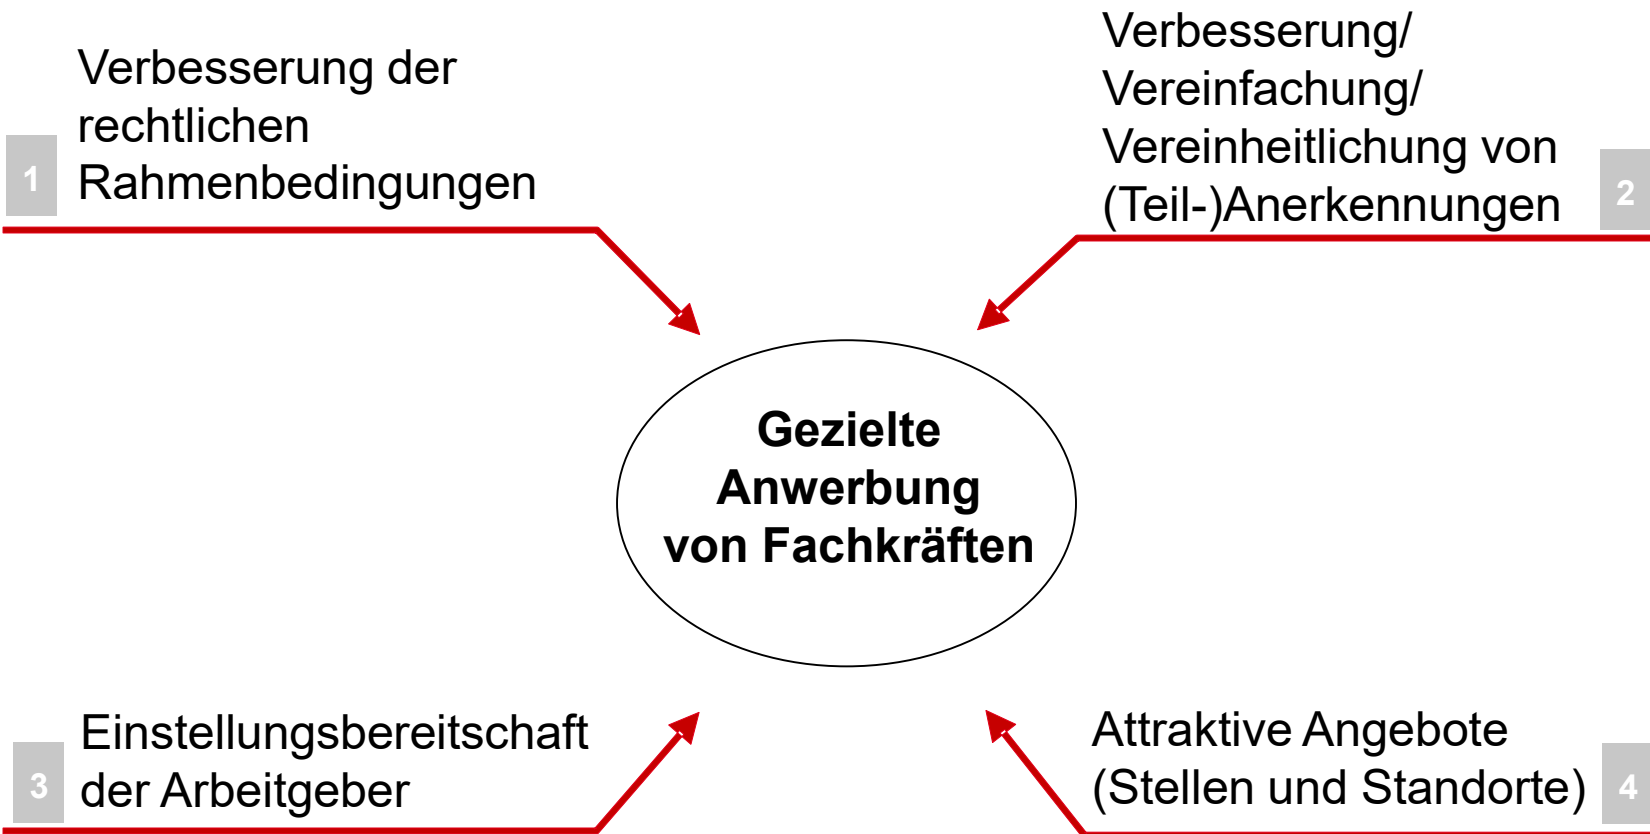 1
Verbesserung der
rechtlichen
Rahmenbedingungen
Verbesserung/
Vereinfachung/
Vereinheitlichung von
(Teil-)Anerkennungen
2
Gezielte
Anwerbung
von Fachkräften
3
Einstellungsbereitschaft
der Arbeitgeber
Attraktive Angebote
(Stellen und Standorte)
4